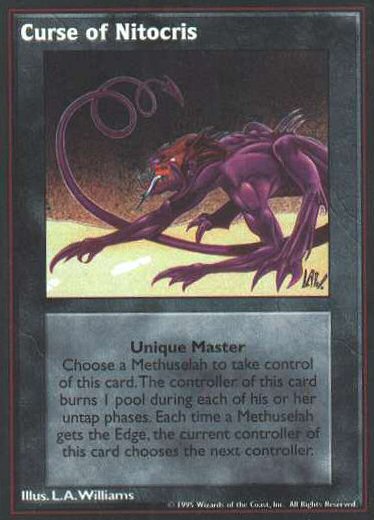 Curse of Nitocris
Unique Master
Choose a Methuselah to take control
of this card. The controller of this card
burns 1 pool during each of his or her
untap phases. Each time a Methuselah
gets the Edge, the current controller of
this card chooses the next controller.
Illus. L.A. Williams
© 1995 Wizards of the Coast, Inc. All Rights Reserved.